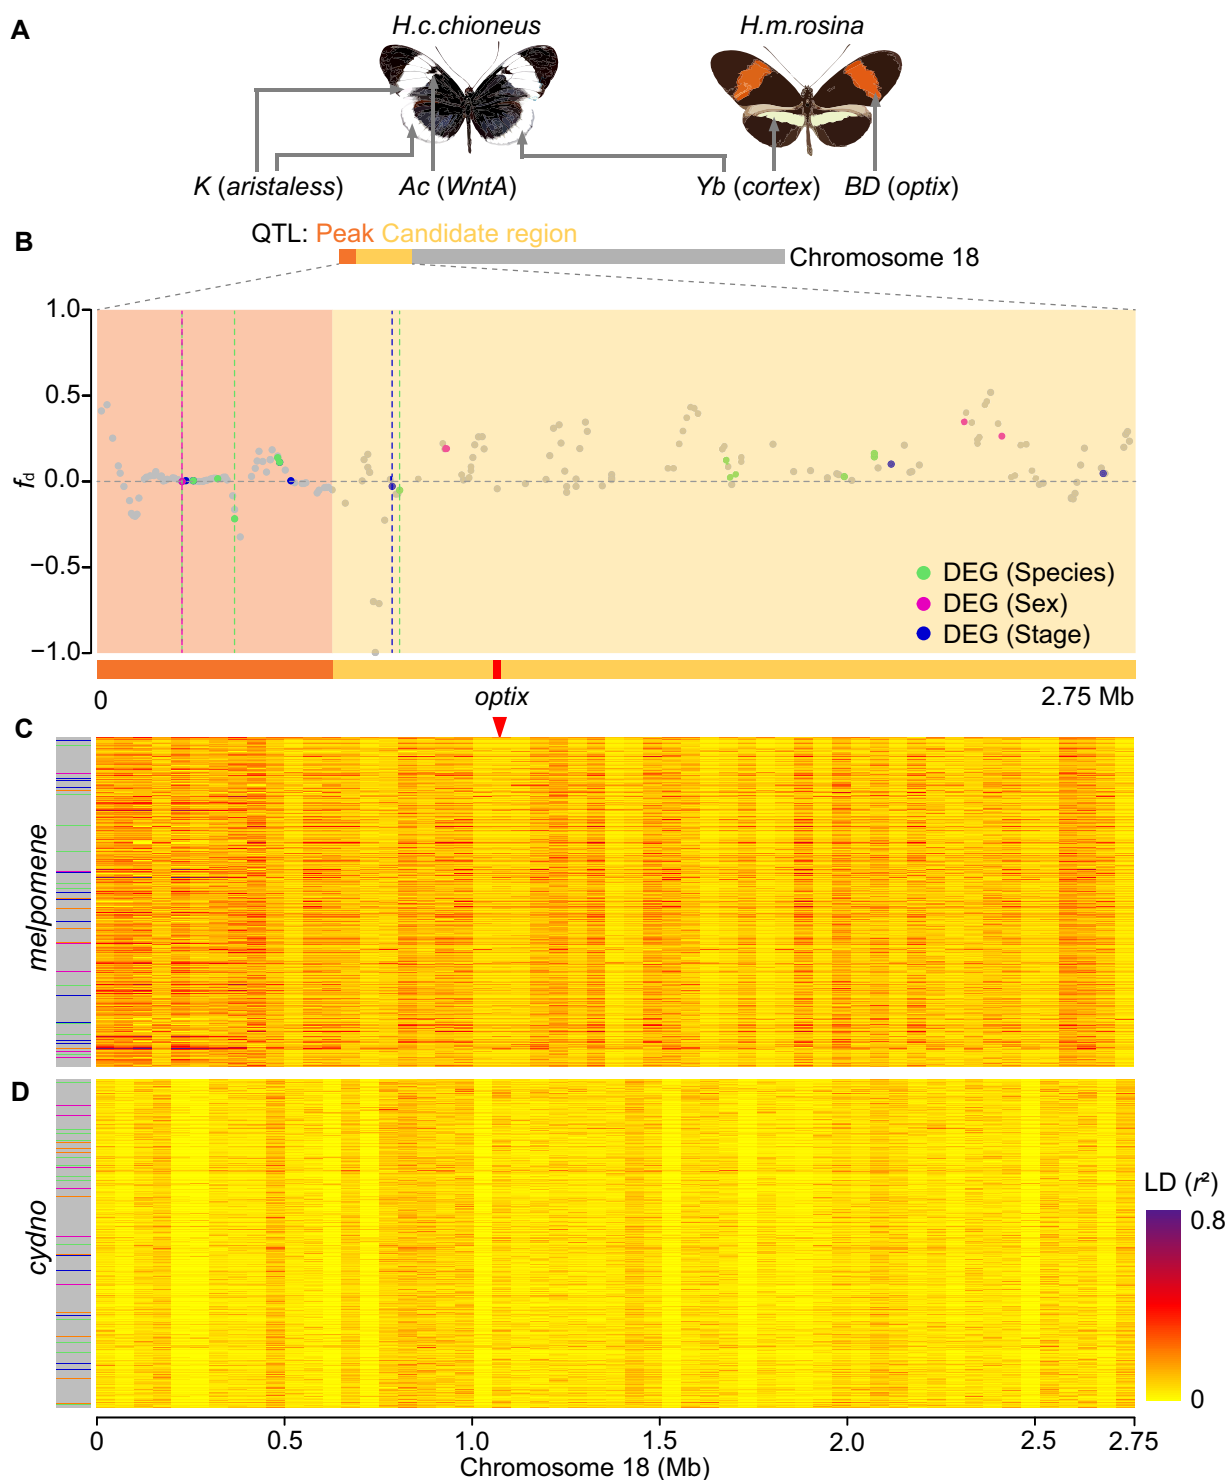 A
H.c.chioneus H.m.rosina
K (aristaless) Ac (WntA) Yb (cortex) BD (optix)
B
QTL: Peak Candidate region
Chromosome 18
1.0
0.5
0.0
−0.5
−1.0
fd
DEG (Species)
DEG (Sex)
DEG (Stage)
0 optix 2.75 Mb
C
melpomene
D
cydno
LD (r²)
0.8
0
0 0.5 1.0 1.5 2.0 2.5 2.75
Chromosome 18 (Mb)